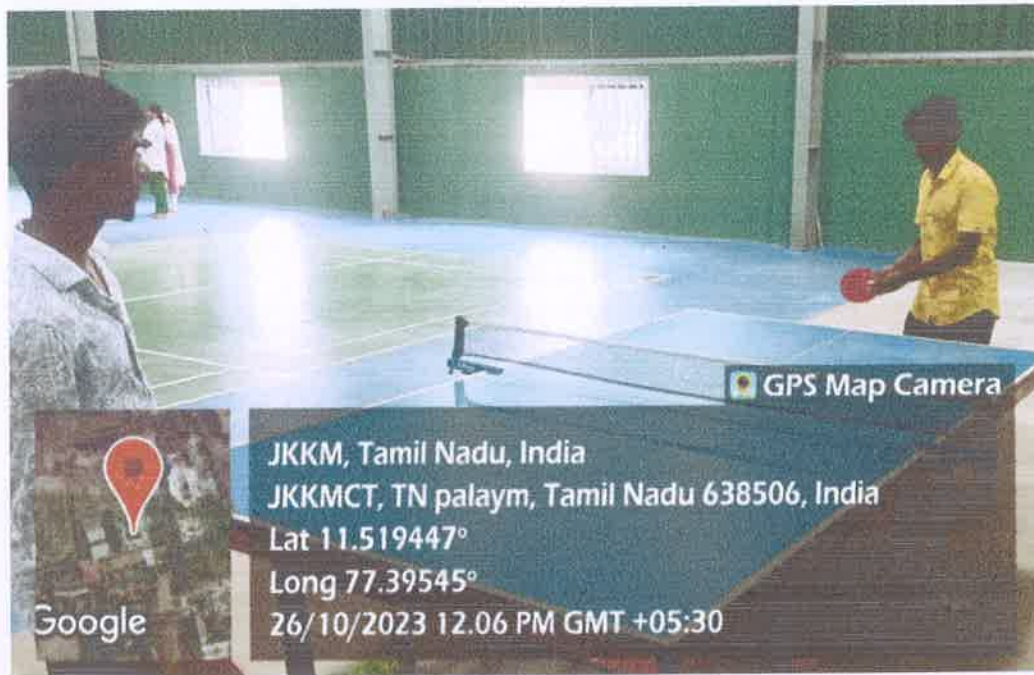 GPS Map Camera
JKKM, Tamil Nadu, India
JKKMCT, TN palaym, Tamil Nadu 638506, India
Lat 11.519447°
Long 77.39545°
26/10/2023 12.06 PM GMT +05:30
Google